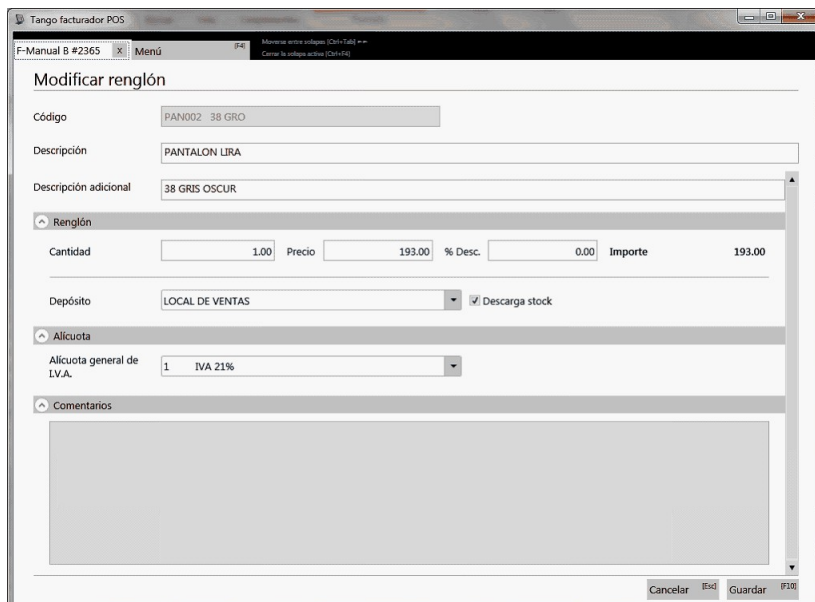 Tango facturador POS
F-Manual B #2365 x Menú [F4] Moverse entre solapas [Ctrl+Tab]
Cerrar la solapa activa [Ctrl+F4]
Modificar renglón
Código PAN002 38 GRO
Descripción PANTALON LIRA
Descripción adicional 38 GRIS OSCUR
Renglón
Cantidad 1.00 Precio 193.00 % Desc. 0.00 Importe 193.00
Depósito LOCAL DE VENTAS Descarga stock
Alícuota
Alícuota general de
I.V.A.
1 IVA 21%
Comentarios
Cancelar [Esc] Guardar [F10]